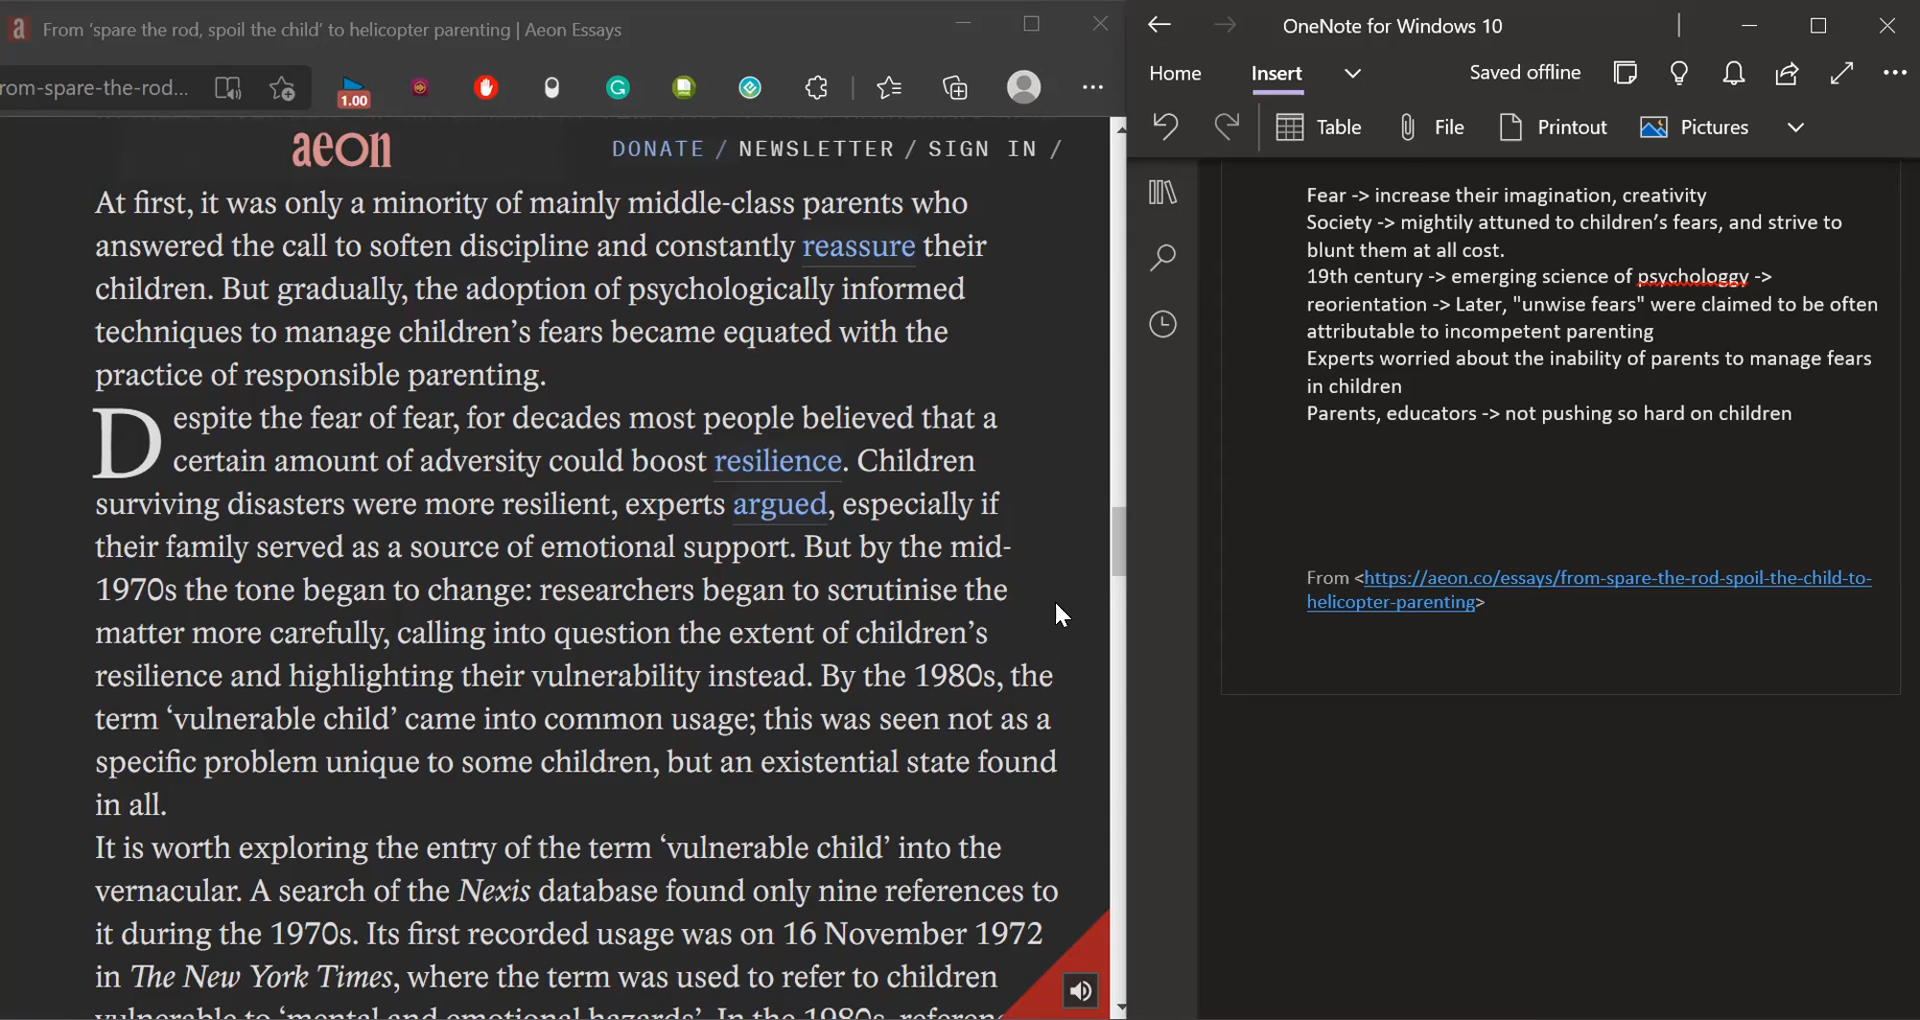 From ‘spare the rod, spoil the child’ to helicopter parenting | Aeon Essays
rom-spare-the-rod...
1.00
aeon
DONATE / NEWSLETTER / SIGN IN /
At first, it was only a minority of mainly middle-class parents who
answered the call to soften discipline and constantly reassure their
children. But gradually, the adoption of psychologically informed
techniques to manage children’s fears became equated with the
practice of responsible parenting.
Despite the fear of fear, for decades most people believed that a
certain amount of adversity could boost resilience. Children
surviving disasters were more resilient, experts argued, especially if
their family served as a source of emotional support. But by the mid-
1970s the tone began to change: researchers began to scrutinise the
matter more carefully, calling into question the extent of children’s
resilience and highlighting their vulnerability instead. By the 1980s, the
term ‘vulnerable child’ came into common usage; this was seen not as a
specific problem unique to some children, but an existential state found
in all.
It is worth exploring the entry of the term ‘vulnerable child’ into the
vernacular. A search of the Nexis database found only nine references to
it during the 1970s. Its first recorded usage was on 16 November 1972
in The New York Times, where the term was used to refer to children
vulnerable to ‘mental and emotional hazards’. In the 1980s, referen
OneNote for Windows 10
Home Insert Saved offline
Table File Printout Pictures
Fear -> increase their imagination, creativity
Society -> mightily attuned to children’s fears, and strive to
blunt them at all cost.
19th century -> emerging science of psychologgy ->
reorientation -> Later, "unwise fears" were claimed to be often
attributable to incompetent parenting
Experts worried about the inability of parents to manage fears
in children
Parents, educators -> not pushing so hard on children
From <https://aeon.co/essays/from-spare-the-rod-spoil-the-child-to-
helicopter-parenting>